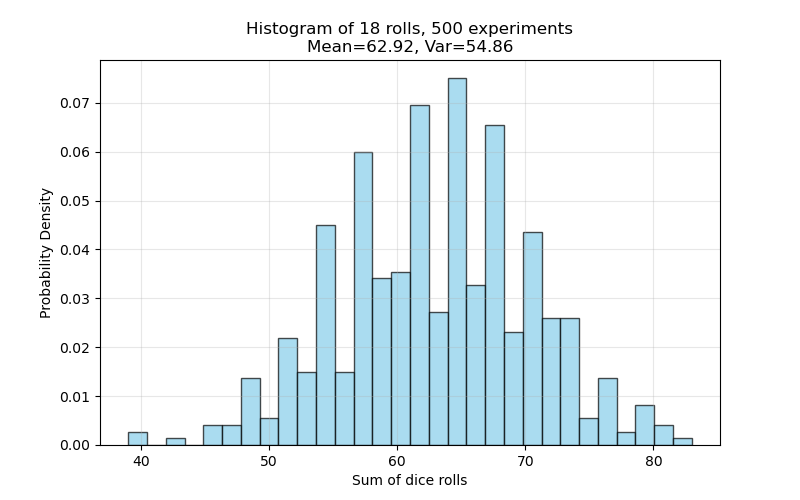 Histogram of 18 rolls, 500 experiments
Mean=62.92, Var=54.86
Probability Density
0.07
0.06
0.05
0.04
0.03
0.02
0.01
0.00
40 50 60 70 80
Sum of dice rolls